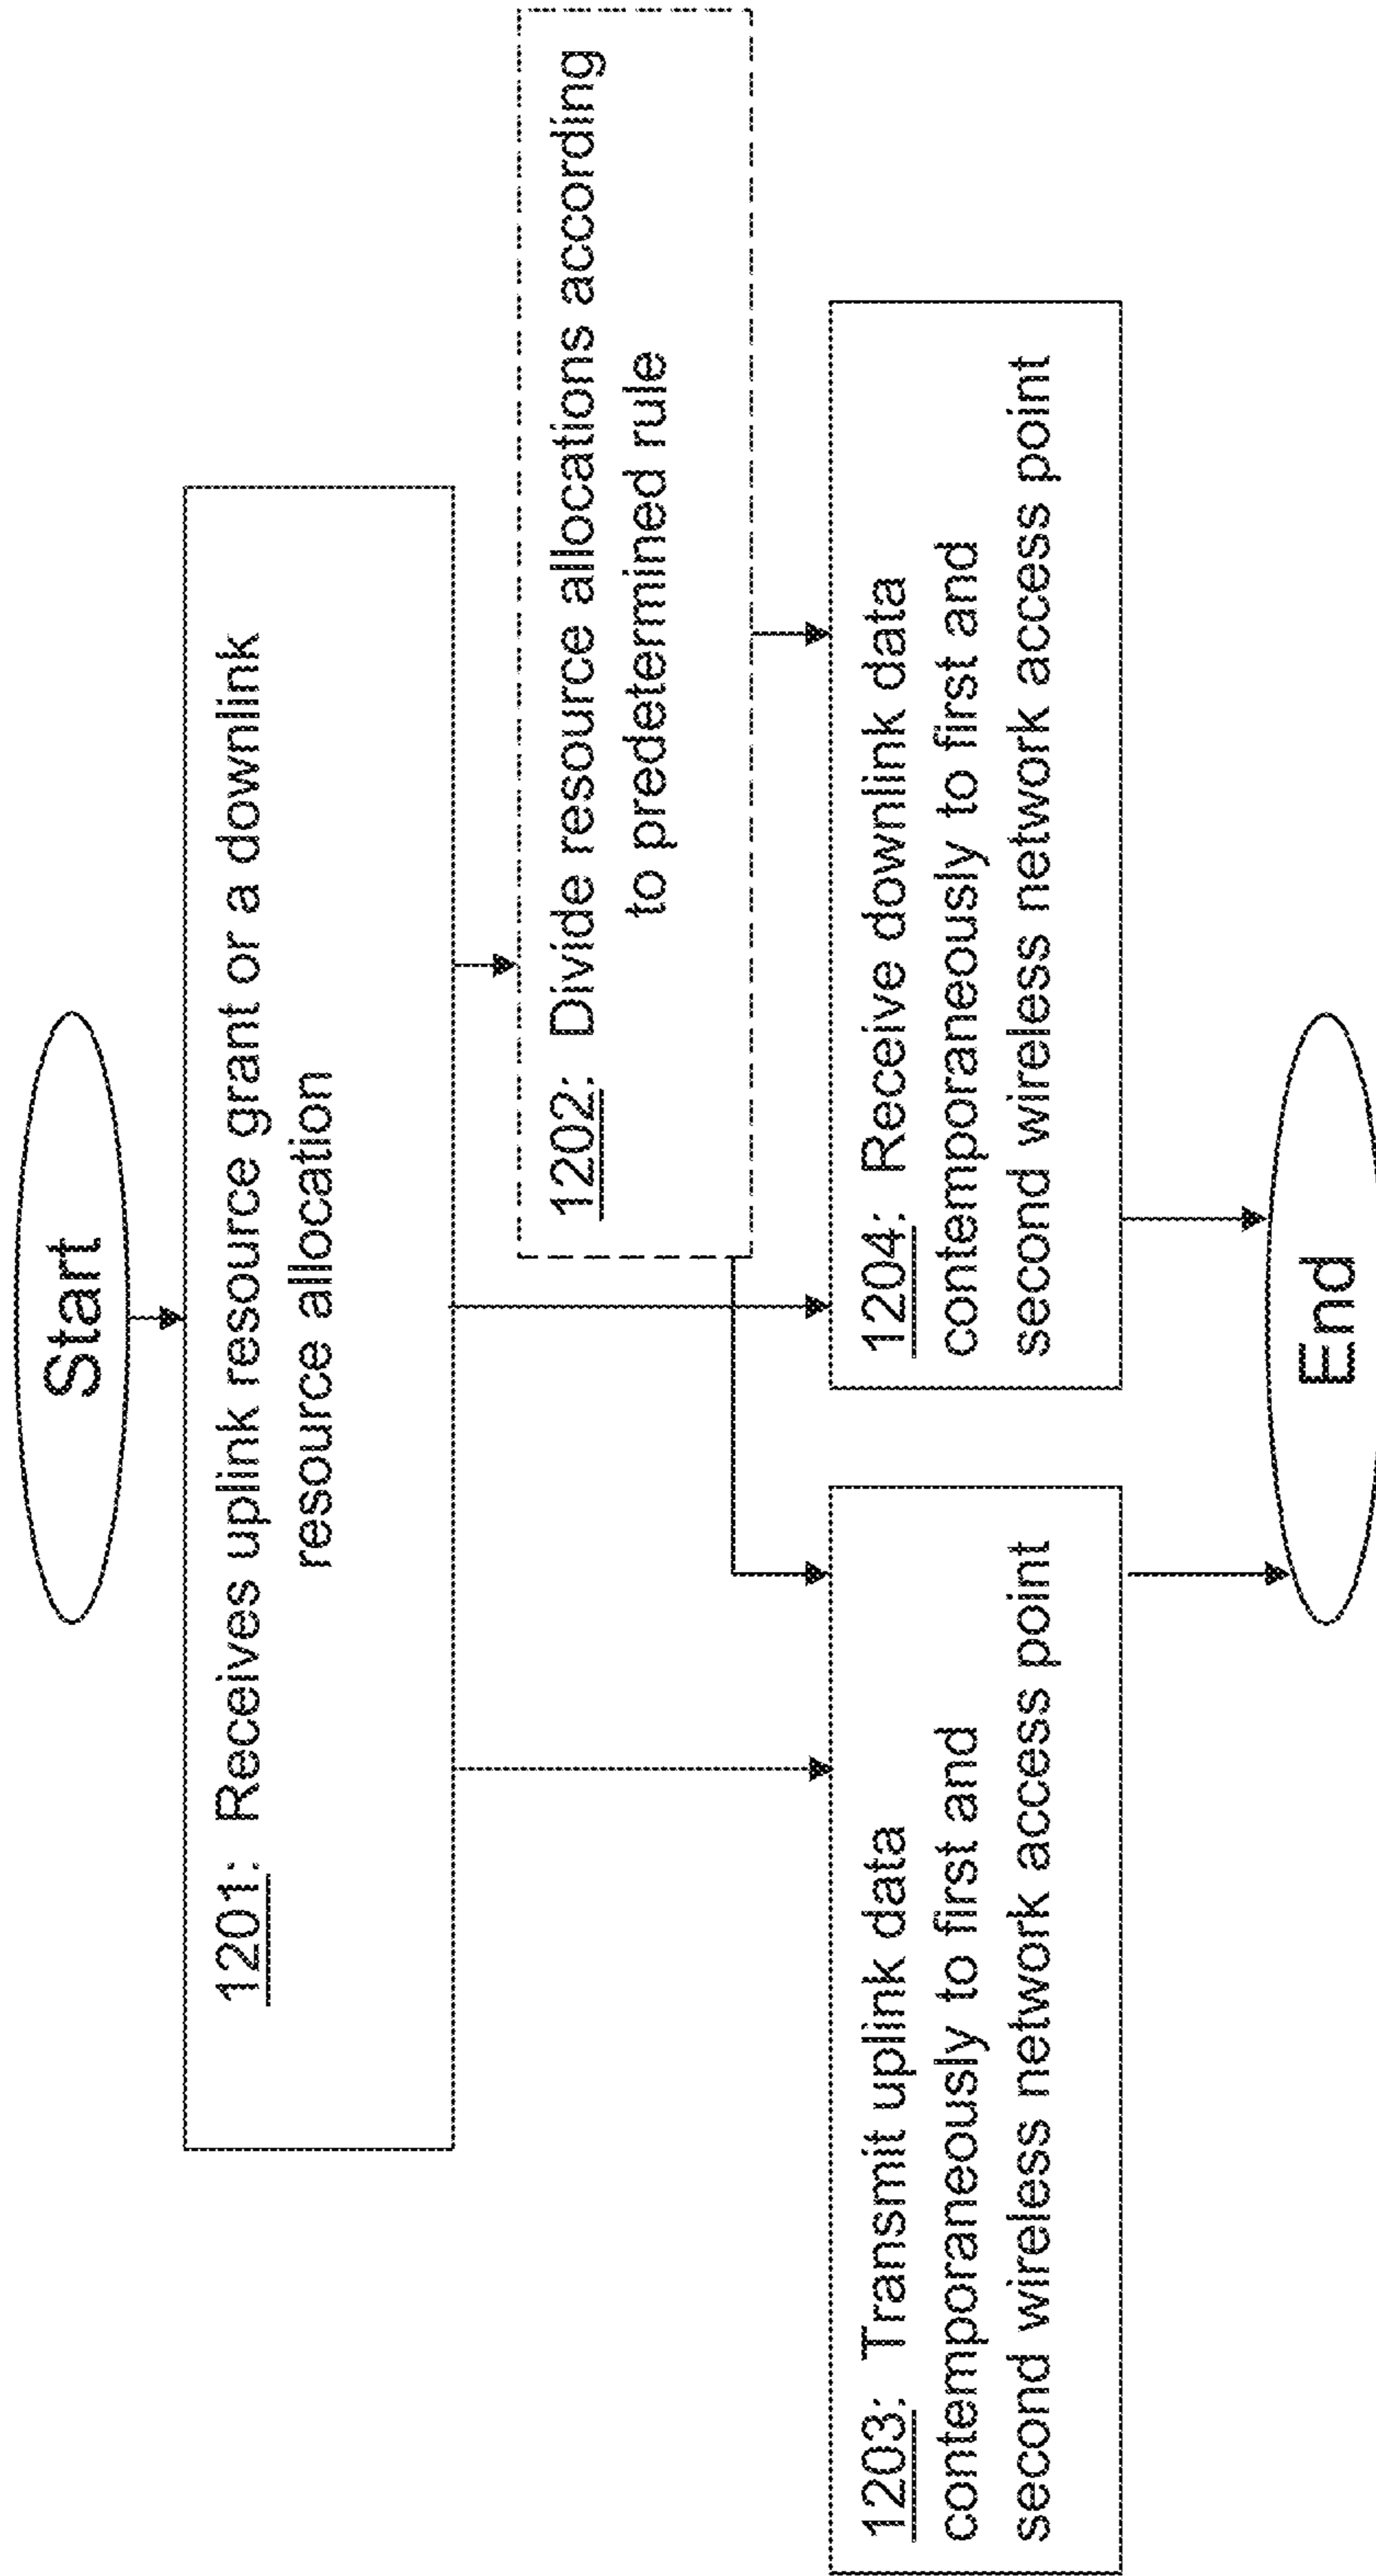 Start
1201: Receives uplink resource grant or a downlink
resource allocation
1202: Divide resource allocations according
to predetermined rule
1203: Transmit uplink data
contemporaneously to first and
second wireless network access point
1204: Receive downlink data
contemporaneously to first and
second wireless network access point
End